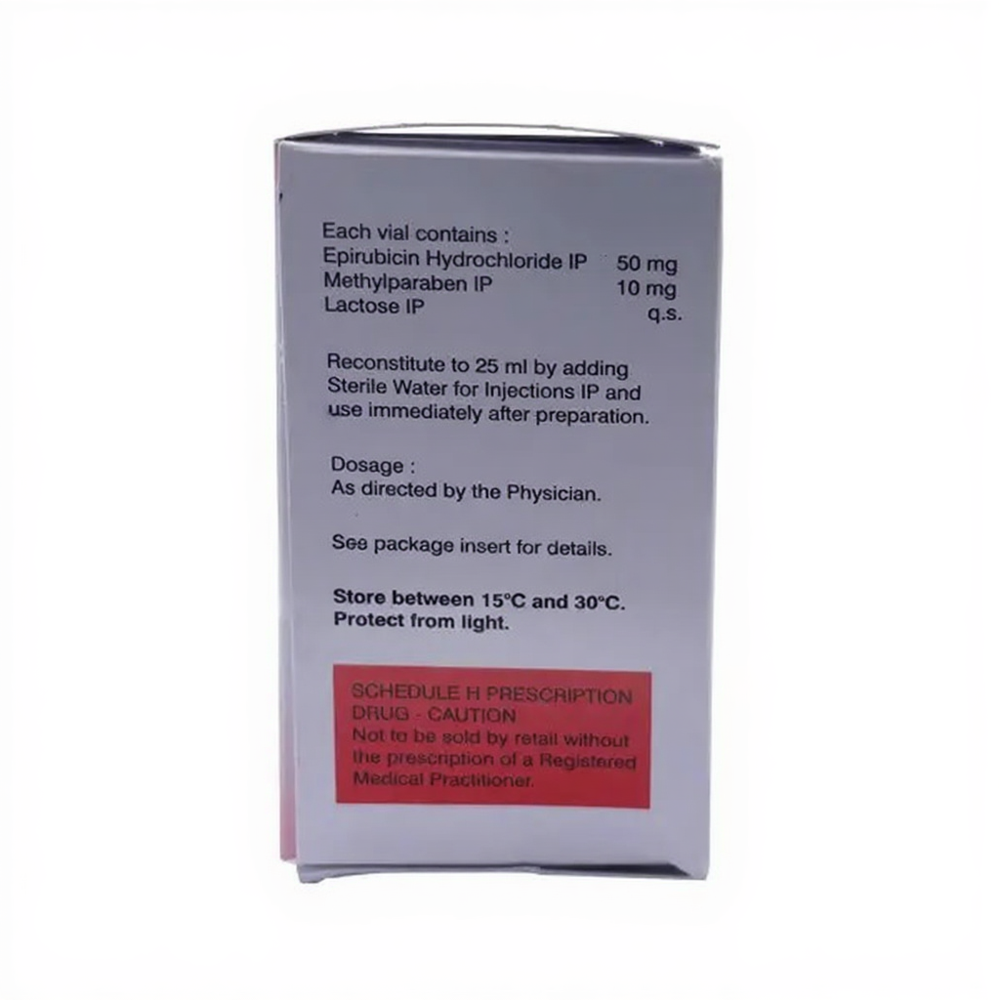 Each vial contains :
Epirubicin Hydrochloride IP 50 mg
Methylparaben IP 10 mg
Lactose IP q.s.
Reconstitute to 25 ml by adding
Sterile Water for Injections IP and
use immediately after preparation.
Dosage :
As directed by the Physician.
See package insert for details.
Store between 15°C and 30°C.
Protect from light.
SCHEDULE H PRESCRIPTION
DRUG - CAUTION
Not to be sold by retail without
the prescription of a Registered
Medical Practitioner.